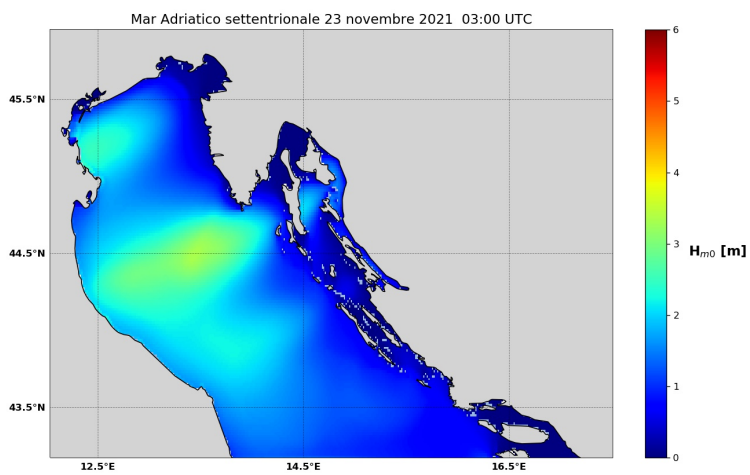 Mar Adriatico settentrionale 23 novembre 2021 03:00 UTC
45.5°N
44.5°N
43.5°N
12.5°E
14.5°E
16.5°E
6
5
4
3
2
1
0
H_{m0} [m]